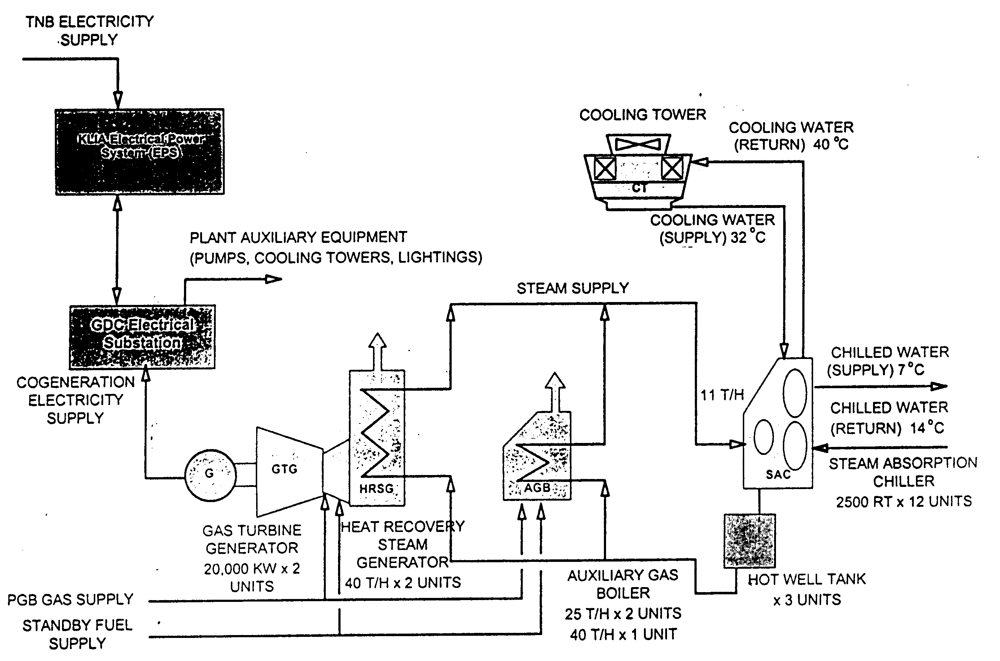 TNB ELECTRICITY
SUPPLY
KLIA Electrical Power
System (EPS)
COOLING TOWER
COOLING WATER
(RETURN) 40 °C
CT
COOLING WATER
(SUPPLY) 32 °C
PLANT AUXILIARY EQUIPMENT
(PUMPS, COOLING TOWERS, LIGHTINGS)
STEAM SUPPLY
GDC Electrical
Substation
COGENERATION
ELECTRICITY
SUPPLY
CHILLED WATER
(SUPPLY) 7 °C
11 T/H
CHILLED WATER
(RETURN) 14 °C
G
GTG
HRSG
AGB
SAC
STEAM ABSORPTION
CHILLER
2500 RT x 12 UNITS
GAS TURBINE
GENERATOR
20,000 KW x 2
UNITS
HEAT RECOVERY
STEAM
GENERATOR
40 T/H x 2 UNITS
AUXILIARY GAS
BOILER
25 T/H x 2 UNITS
40 T/H x 1 UNIT
HOT WELL TANK
x 3 UNITS
PGB GAS SUPPLY
STANDBY FUEL
SUPPLY